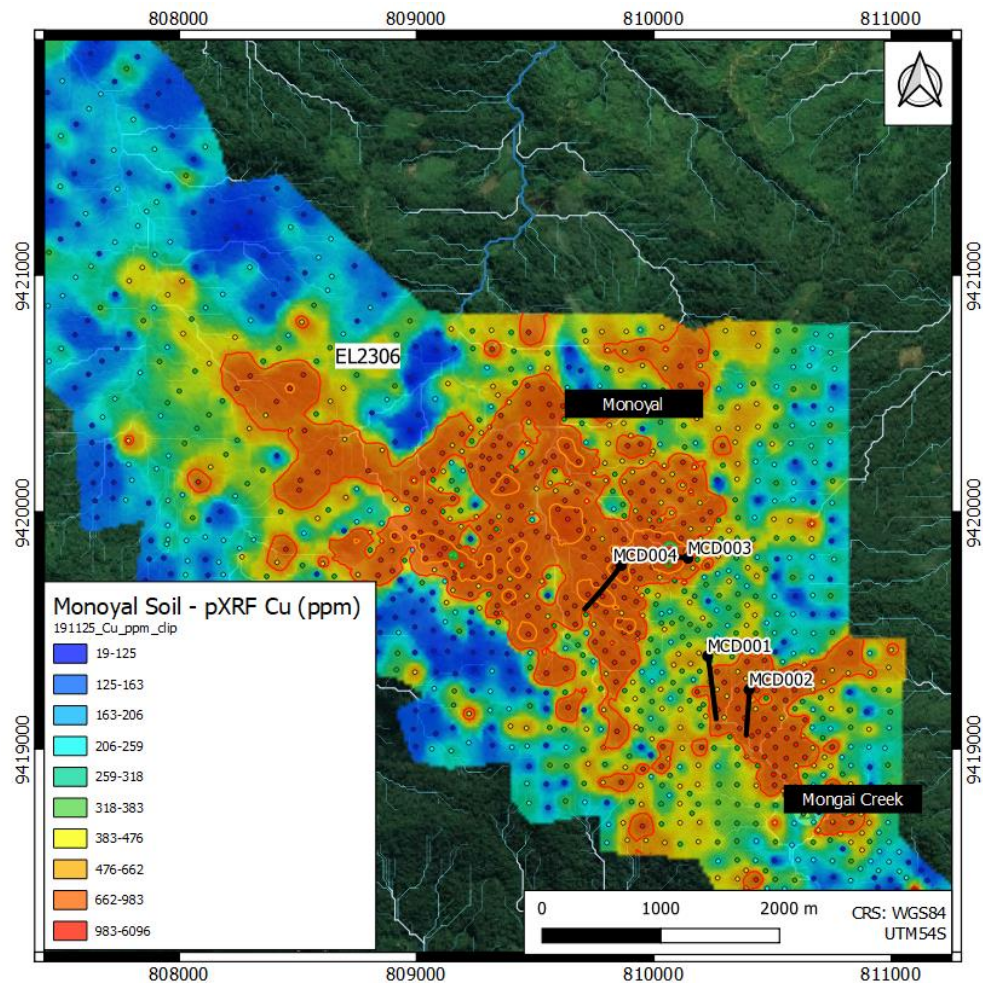 808000
809000
810000
811000
9421000
9421000
EL2306
Monoyal
9420000
9420000
MCD004
MCD003
MCD001
MCD002
9419000
9419000
Mongai Creek
Monoyal Soil - pXRF Cu (ppm)
191125_Cu_ppm_clip
19-125
125-163
163-206
206-259
259-318
318-383
383-476
476-662
662-983
983-6096
0 1000 2000 m
CRS: WGS84
UTM54S
808000
809000
810000
811000